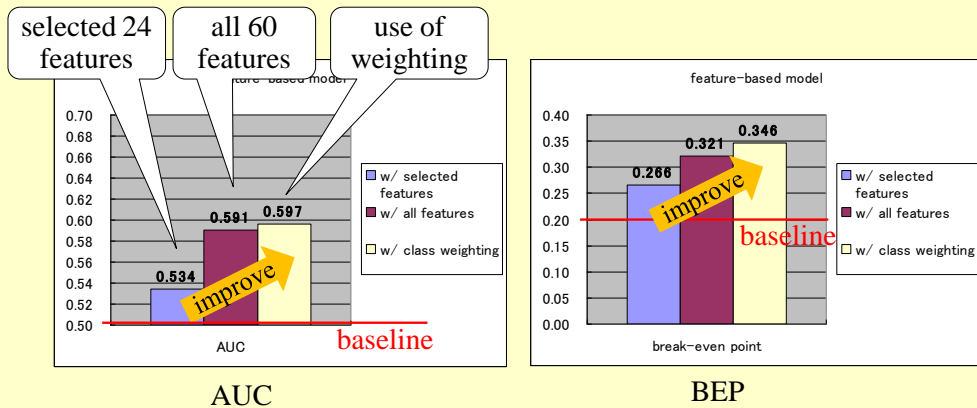 selected 24
features
all 60
features
use of
weighting
ture-based model
0.70
0.68
0.66
0.64
0.62
0.60
0.58
0.56
0.54
0.52
0.50
0.534
0.591
0.597
improve
baseline
AUC
w/ selected
features
w/ all features
w/ class weighting
AUC
feature-based model
0.40
0.35
0.30
0.25
0.20
0.15
0.10
0.05
0.00
0.266
0.321
0.346
improve
baseline
break-even point
w/ selected
features
w/ all features
w/ class weighting
BEP